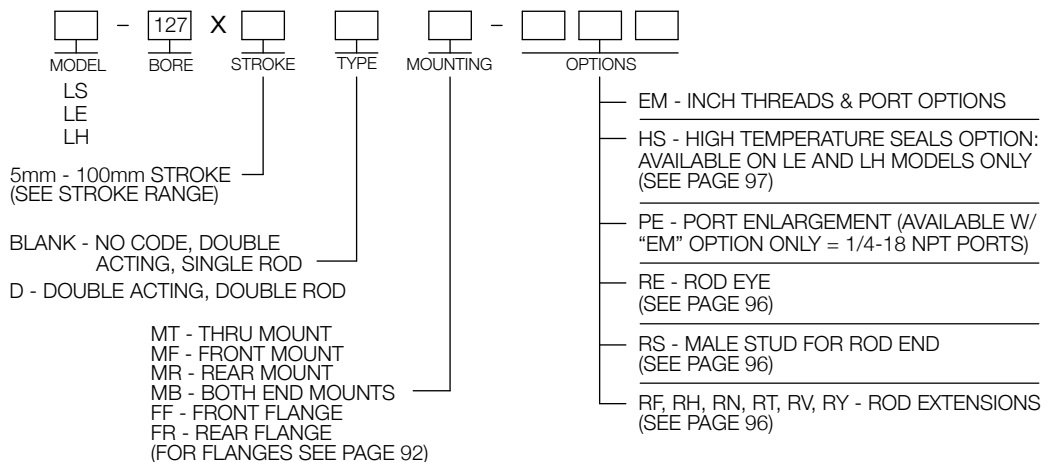 - 127 X -
MODEL BORE STROKE TYPE MOUNTING OPTIONS
LS
LE
LH
5mm - 100mm STROKE
(SEE STROKE RANGE)
BLANK - NO CODE, DOUBLE
ACTING, SINGLE ROD
D - DOUBLE ACTING, DOUBLE ROD
MT - THRU MOUNT
MF - FRONT MOUNT
MR - REAR MOUNT
MB - BOTH END MOUNTS
FF - FRONT FLANGE
FR - REAR FLANGE
(FOR FLANGES SEE PAGE 92)
EM - INCH THREADS & PORT OPTIONS
HS - HIGH TEMPERATURE SEALS OPTION:
AVAILABLE ON LE AND LH MODELS ONLY
(SEE PAGE 97)
PE - PORT ENLARGEMENT (AVAILABLE W/
“EM” OPTION ONLY = 1/4-18 NPT PORTS)
RE - ROD EYE
(SEE PAGE 96)
RS - MALE STUD FOR ROD END
(SEE PAGE 96)
RF, RH, RN, RT, RV, RY - ROD EXTENSIONS
(SEE PAGE 96)